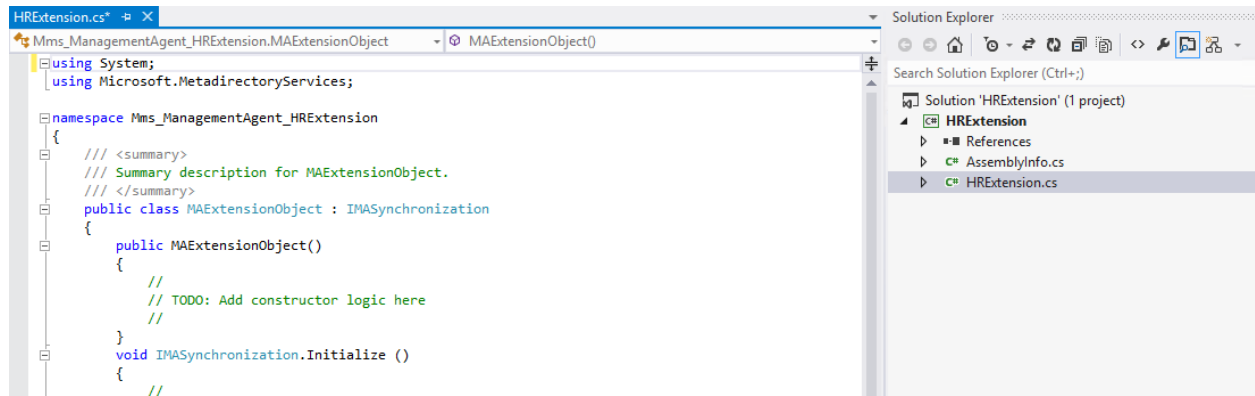 HRExtension.cs*
Mms_ManagementAgent_HRExtension.MAExtensionObject
MAExtensionObject()
using System;
using Microsoft.MetadirectoryServices;
namespace Mms_ManagementAgent_HRExtension
{
/// <summary>
/// Summary description for MAExtensionObject.
/// </summary>
public class MAExtensionObject : IMASynchronization
{
public MAExtensionObject()
{
//
// TODO: Add constructor logic here
//
}
void IMASynchronization.Initialize ()
{
//
Solution Explorer
Search Solution Explorer (Ctrl+;)
Solution 'HRExtension' (1 project)
C# HRExtension
References
C# AssemblyInfo.cs
C# HRExtension.cs